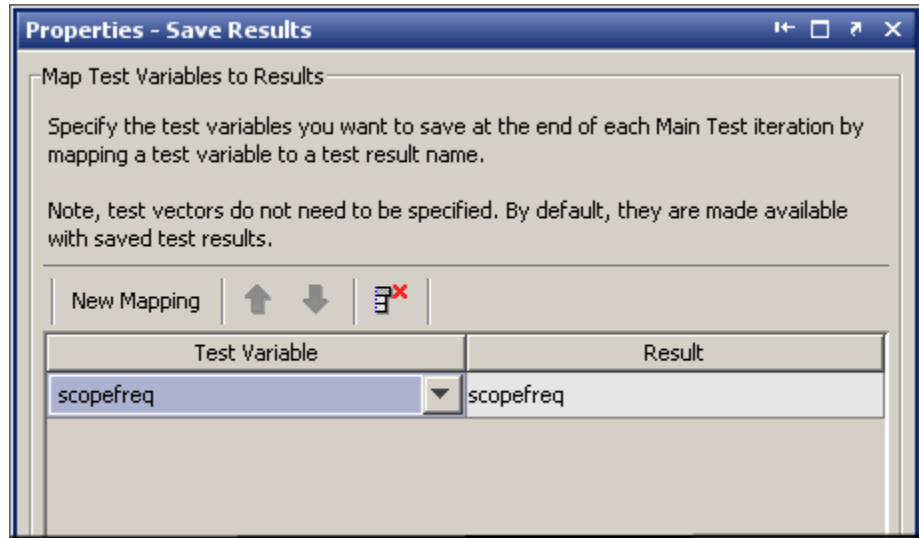 Properties - Save Results
Map Test Variables to Results
Specify the test variables you want to save at the end of each Main Test iteration by
mapping a test variable to a test result name.
Note, test vectors do not need to be specified. By default, they are made available
with saved test results.
New Mapping
Test Variable Result
scopefreq scopefreq